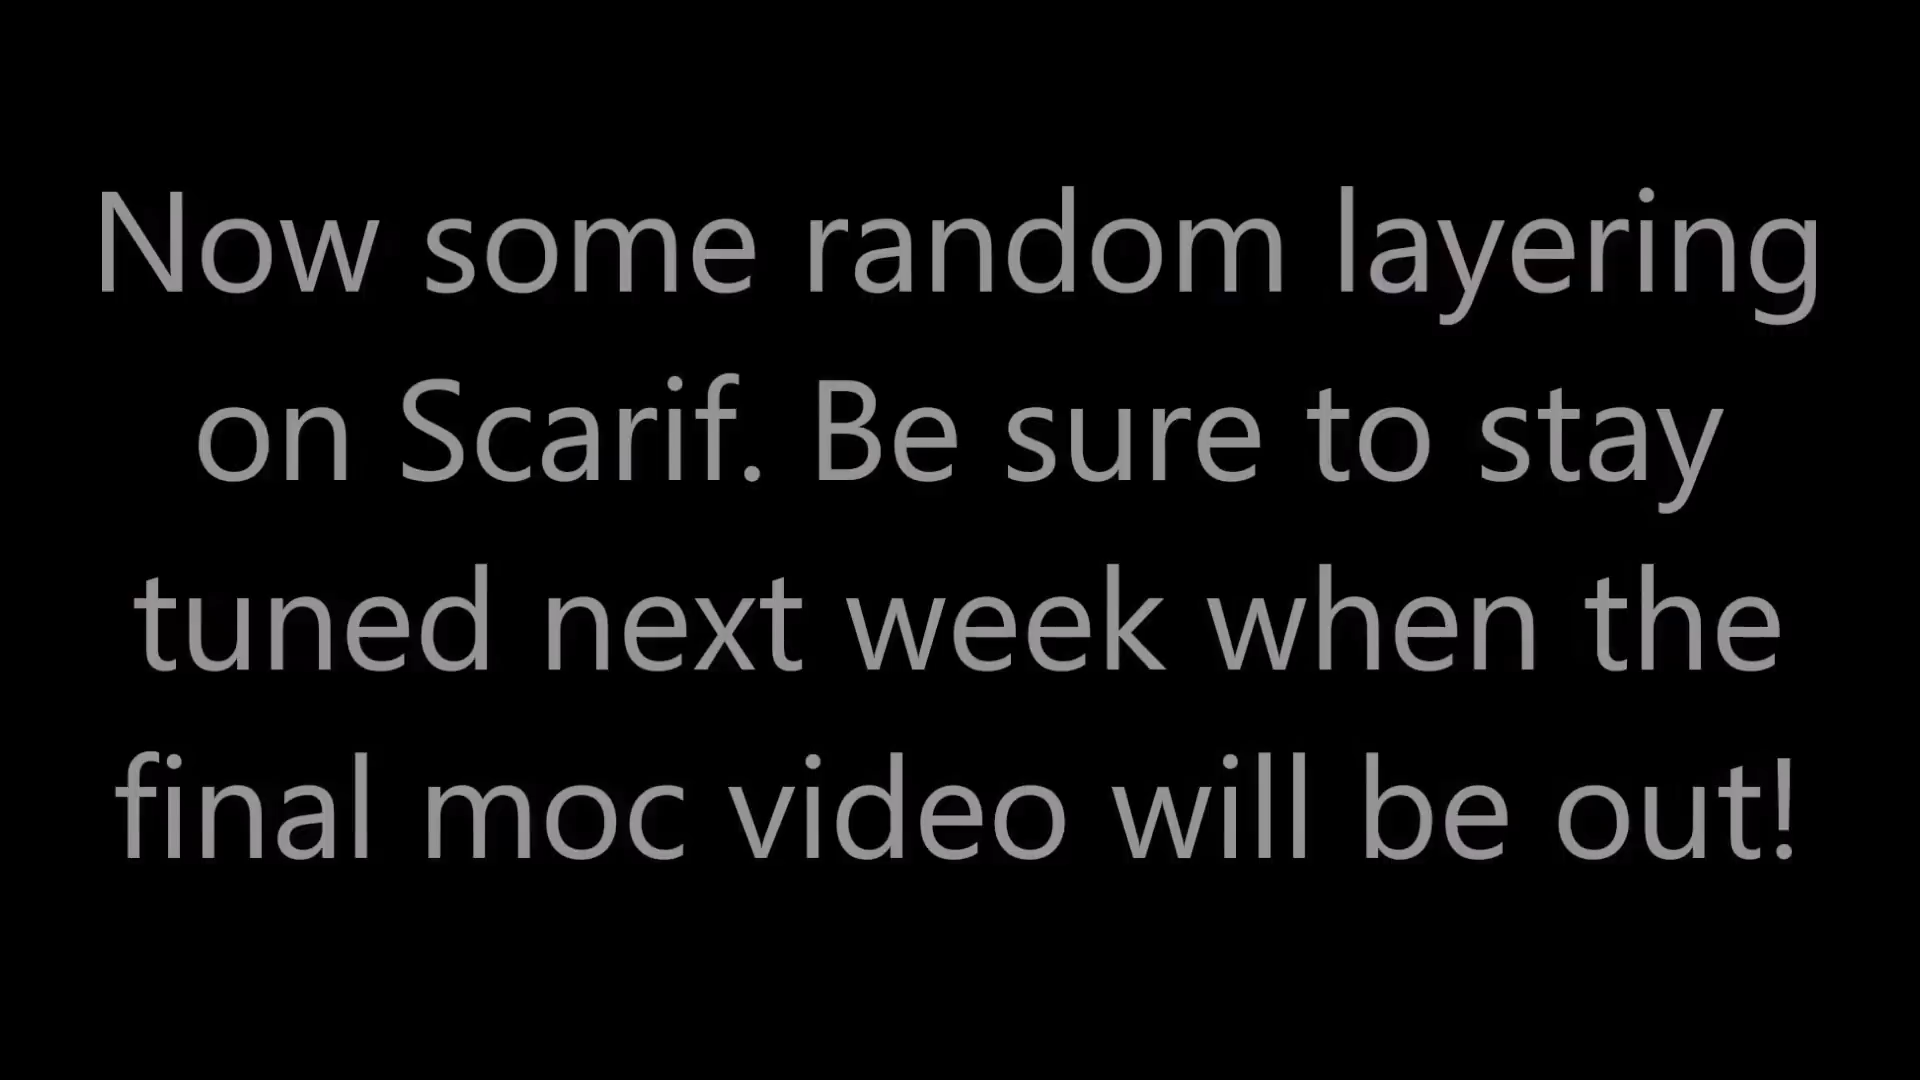 Now some random layering
on Scarif. Be sure to stay
tuned next week when the
final moc video will be out!